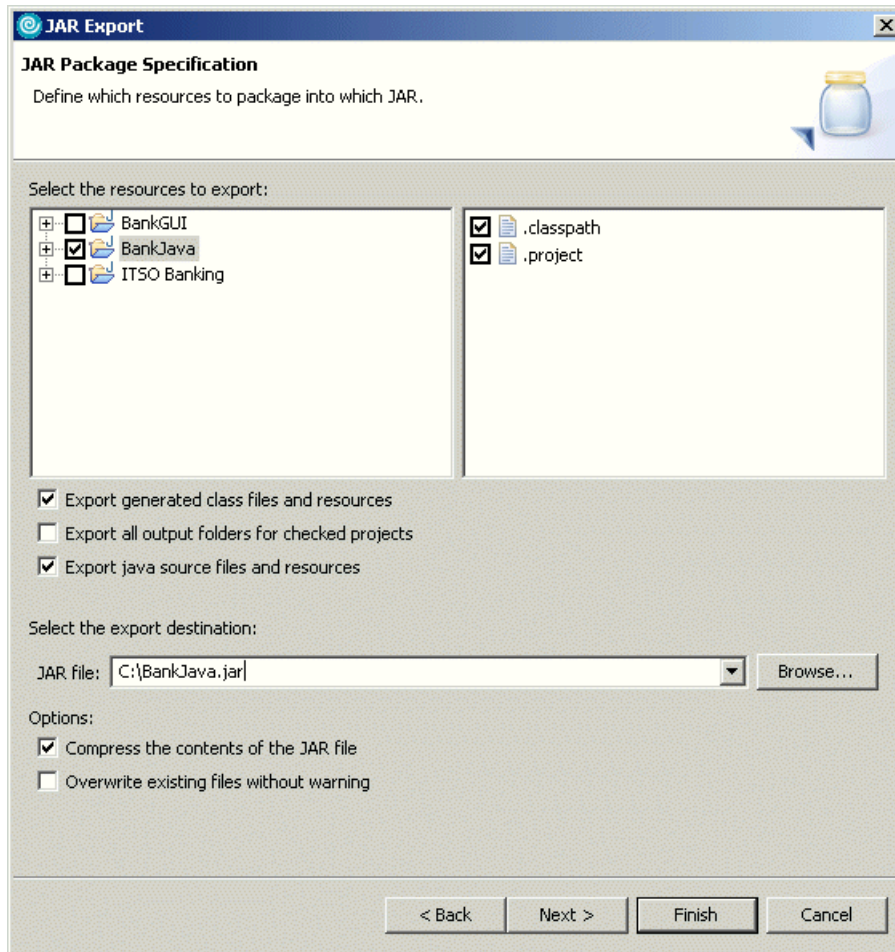 JAR Export
JAR Package Specification
Define which resources to package into which JAR.
Select the resources to export:
BankGUI
BankJava
ITSO Banking
.classpath
.project
Export generated class files and resources
Export all output folders for checked projects
Export java source files and resources
Select the export destination:
JAR file: C:\BankJava.jar Browse...
Options:
Compress the contents of the JAR file
Overwrite existing files without warning
< Back Next > Finish Cancel